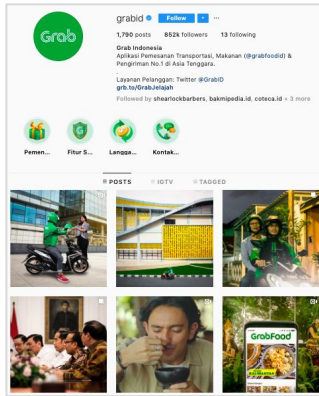 Grab
grabid Follow
1,790 posts 852k followers 13 following
Grab Indonesia
Aplikasi Pemesanan Transportasi, Makanan (@grabfoodid) &
Pengiriman No.1 di Asia Tenggara.
.
Layanan Pelanggan: Twitter @GrabID
grb.to/GrabJelajah
Followed by shearlockbarbers, bakmipedia.id, coteca.id + 3 more
Pemen...
Fitur S...
Langga...
Kontak...
POSTS IGTV TAGGED
GrabFood